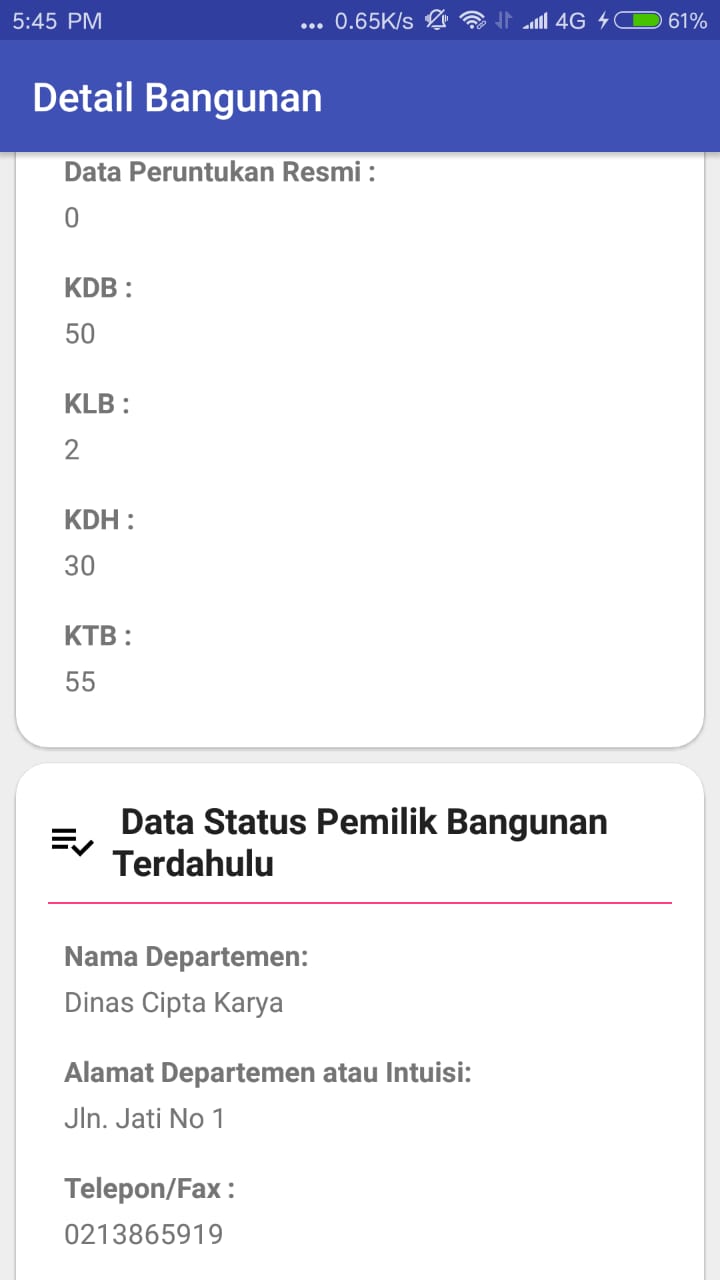 5:45 PM ... 0.65K/s 4G 61%
Detail Bangunan
Data Peruntukan Resmi :
0
KDB :
50
KLB :
2
KDH :
30
KTB :
55
Data Status Pemilik Bangunan
Terdahulu
Nama Departemen:
Dinas Cipta Karya
Alamat Departemen atau Intuisi:
Jln. Jati No 1
Telepon/Fax :
0213865919